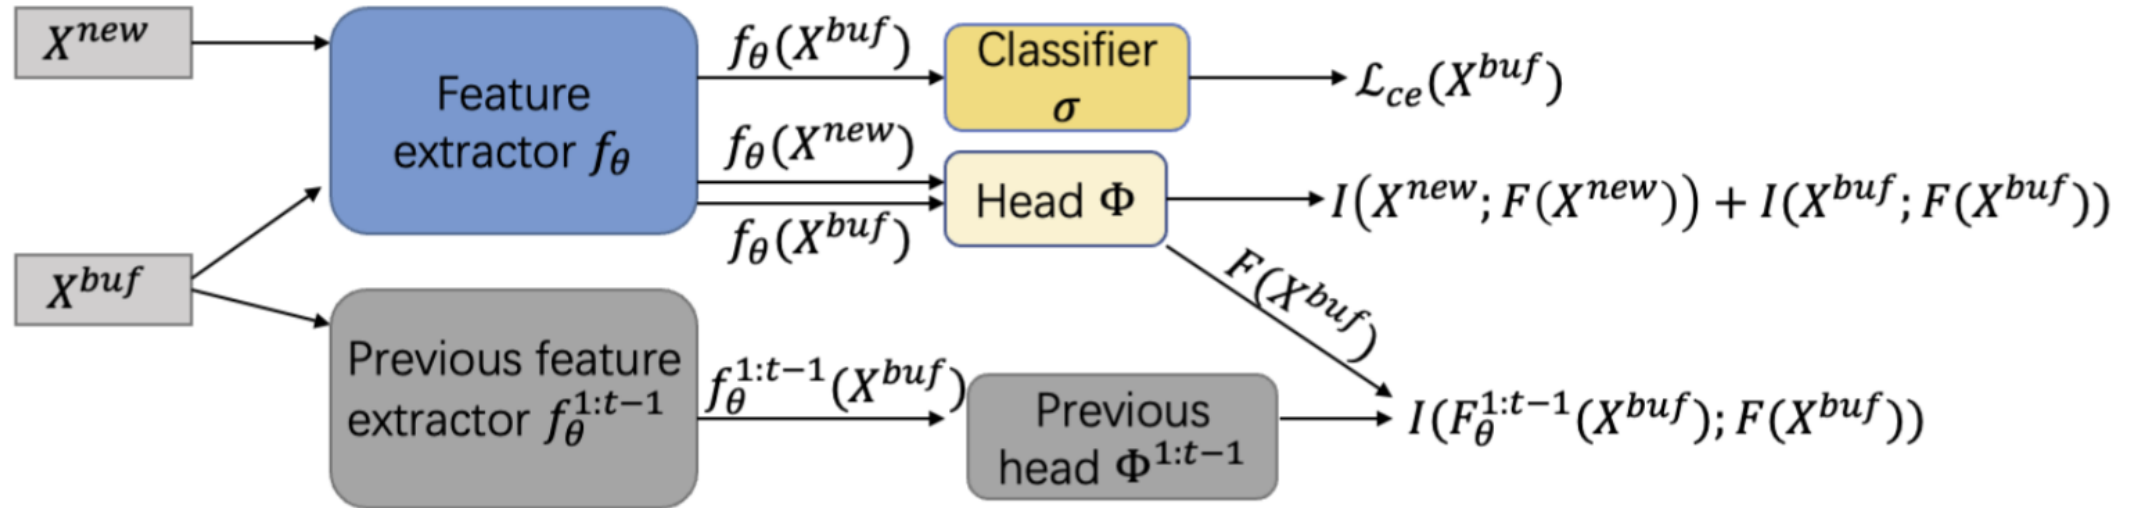 X^{new}
Feature
extractor f_θ
f_θ(X^{buf})
Classifier
σ
ℒ_{ce}(X^{buf})
f_θ(X^{new})
f_θ(X^{buf})
Head Φ
I(X^{new}; F(X^{new})) + I(X^{buf}; F(X^{buf}))
F(X^{buf})
X^{buf}
Previous feature
extractor f_θ^{1:t−1}
f_θ^{1:t−1}(X^{buf})
Previous
head Φ^{1:t−1}
I(F_θ^{1:t−1}(X^{buf}); F(X^{buf}))